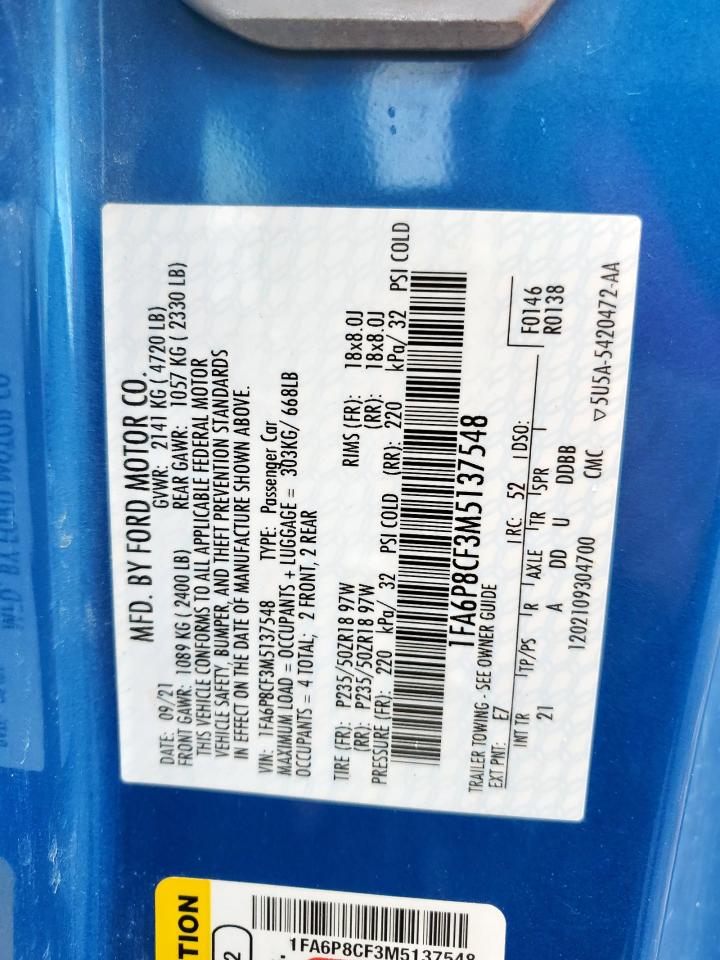 MFD. BY FORD MOTOR CO.
DATE: 09/21 GVWR: 2141 KG ( 4720 LB)
FRONT GAWR: 1089 KG ( 2400 LB) REAR GAWR: 1057 KG ( 2330 LB)
THIS VEHICLE CONFORMS TO ALL APPLICABLE FEDERAL MOTOR
VEHICLE SAFETY, BUMPER, AND THEFT PREVENTION STANDARDS
IN EFFECT ON THE DATE OF MANUFACTURE SHOWN ABOVE.
VIN: 1FA6P8CF3M5137548 TYPE: Passenger Car
MAXIMUM LOAD = OCCUPANTS + LUGGAGE = 303KG/ 668LB
OCCUPANTS = 4 TOTAL; 2 FRONT, 2 REAR
TIRE (FR): P235/50ZR18 97W RIMS (FR): 18x8.0J
(RR): P235/50ZR18 97W (RR): 18x8.0J
PRESSURE (FR): 220 kPa/ 32 PSI COLD (RR): 220 kPa/ 32 PSI COLD
1FA6P8CF3M5137548
TRAILER TOWING - SEE OWNER GUIDE
EXT PNT: E7 RC: 52 DSO: F0146
R0138
INT TR TP/PS R AXLE TR SPR
21 A DD U DDBB
1202109304700 CMC ▽5U5A-5420472-AA
TION
2
1FA6P8CF3M5137548